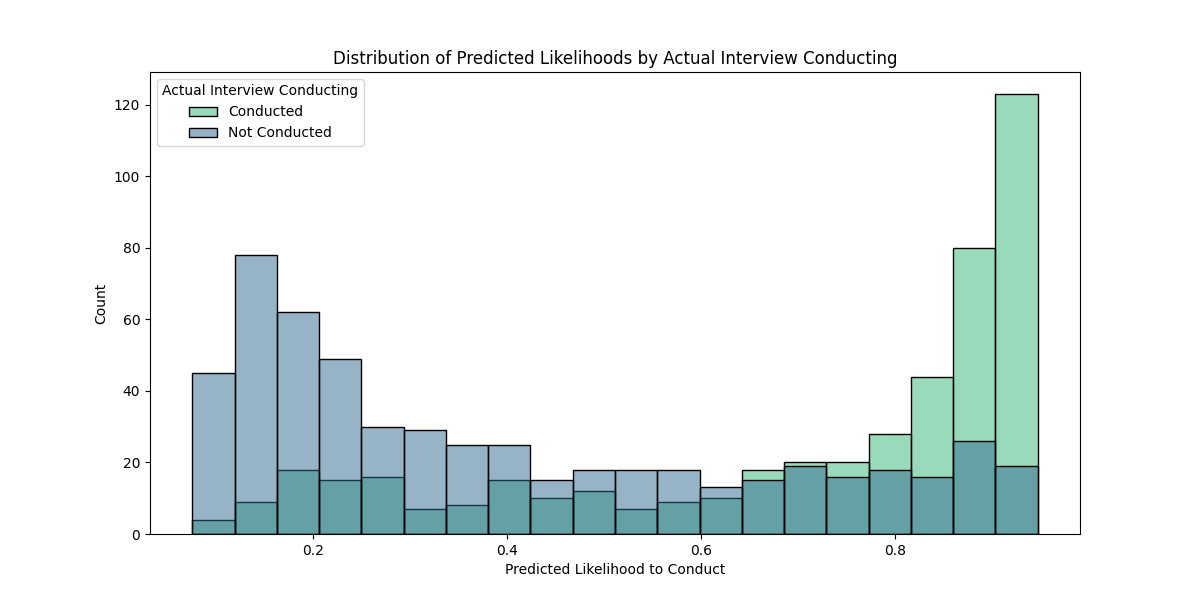 Distribution of Predicted Likelihoods by Actual Interview Conducting
Actual Interview Conducting
Conducted
Not Conducted
120
100
80
60
40
20
0
Count
0.2 0.4 0.6 0.8
Predicted Likelihood to Conduct